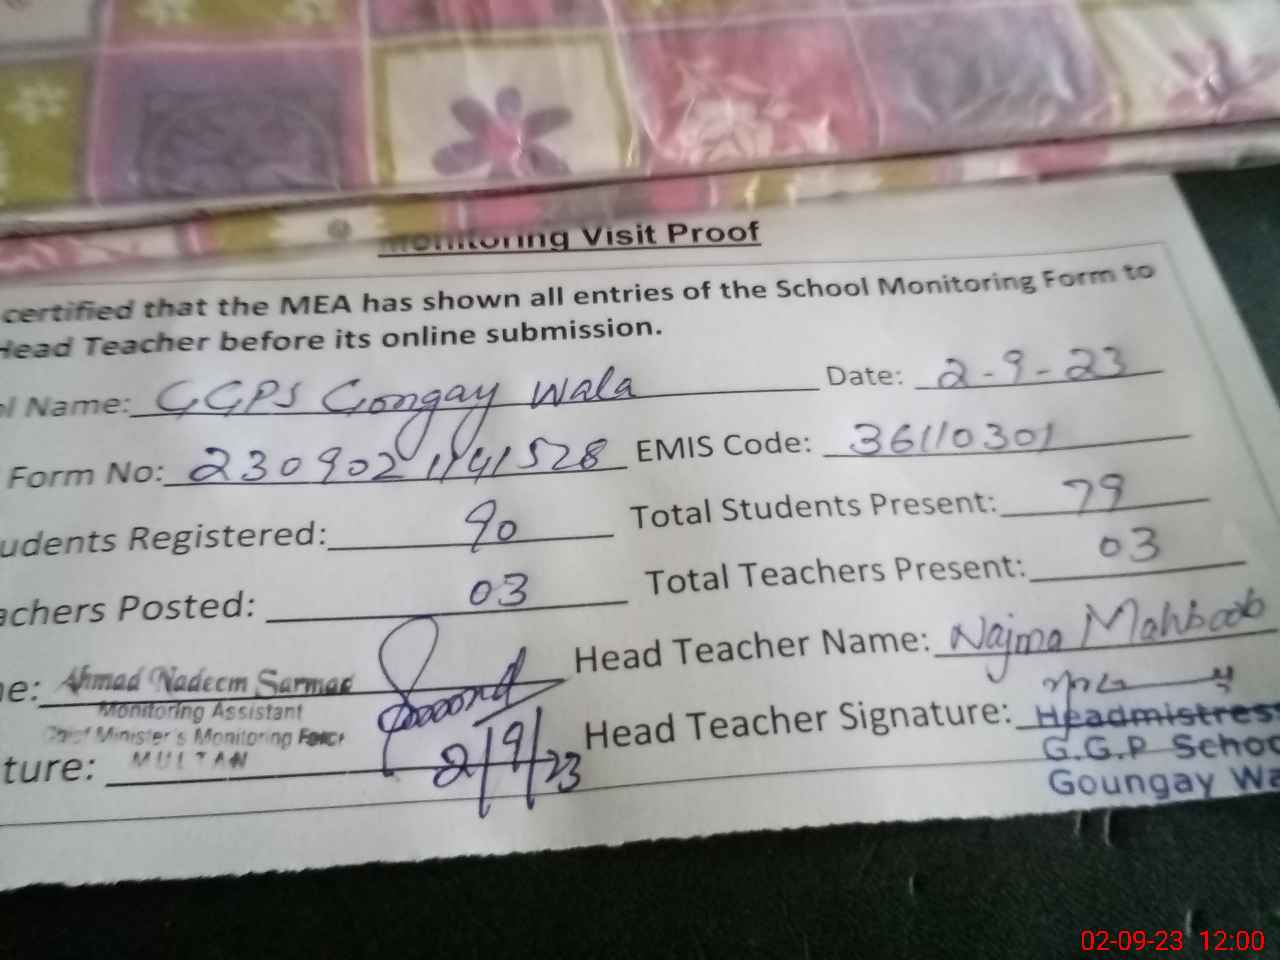 Monitoring Visit Proof
certified that the MEA has shown all entries of the School Monitoring Form to
Head Teacher before its online submission.
ol Name: GGPS Gongay Wala Date: 2-9-23
Form No: 2309021141528 EMIS Code: 36110301
udents Registered: 90 Total Students Present: 79
achers Posted: 03 Total Teachers Present: 03
ne: Ahmad Nadeem Sarmad Head Teacher Name: Najma Mahboob
Monitoring Assistant
Chief Minister's Monitoring Force
MULTAN
ture: 2/9/23 Head Teacher Signature:
Headmistres
G.G.P Schoo
Goungay Wa
02-09-23 12:00